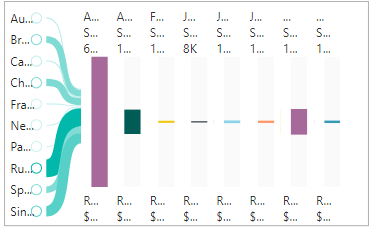 Au...
Br...
Ca...
Ch...
Fra...
Ne...
Pa...
Ru...
Sp...
Sin...
A... A... F... J... J... J... ... ...
S... S... S... S... S... S... S... S...
6... 1... 1... 8K 1... 1... 1... 1...
R... R... R... R... R... R... R... R...
$... $... $... $... $... $... $... $...